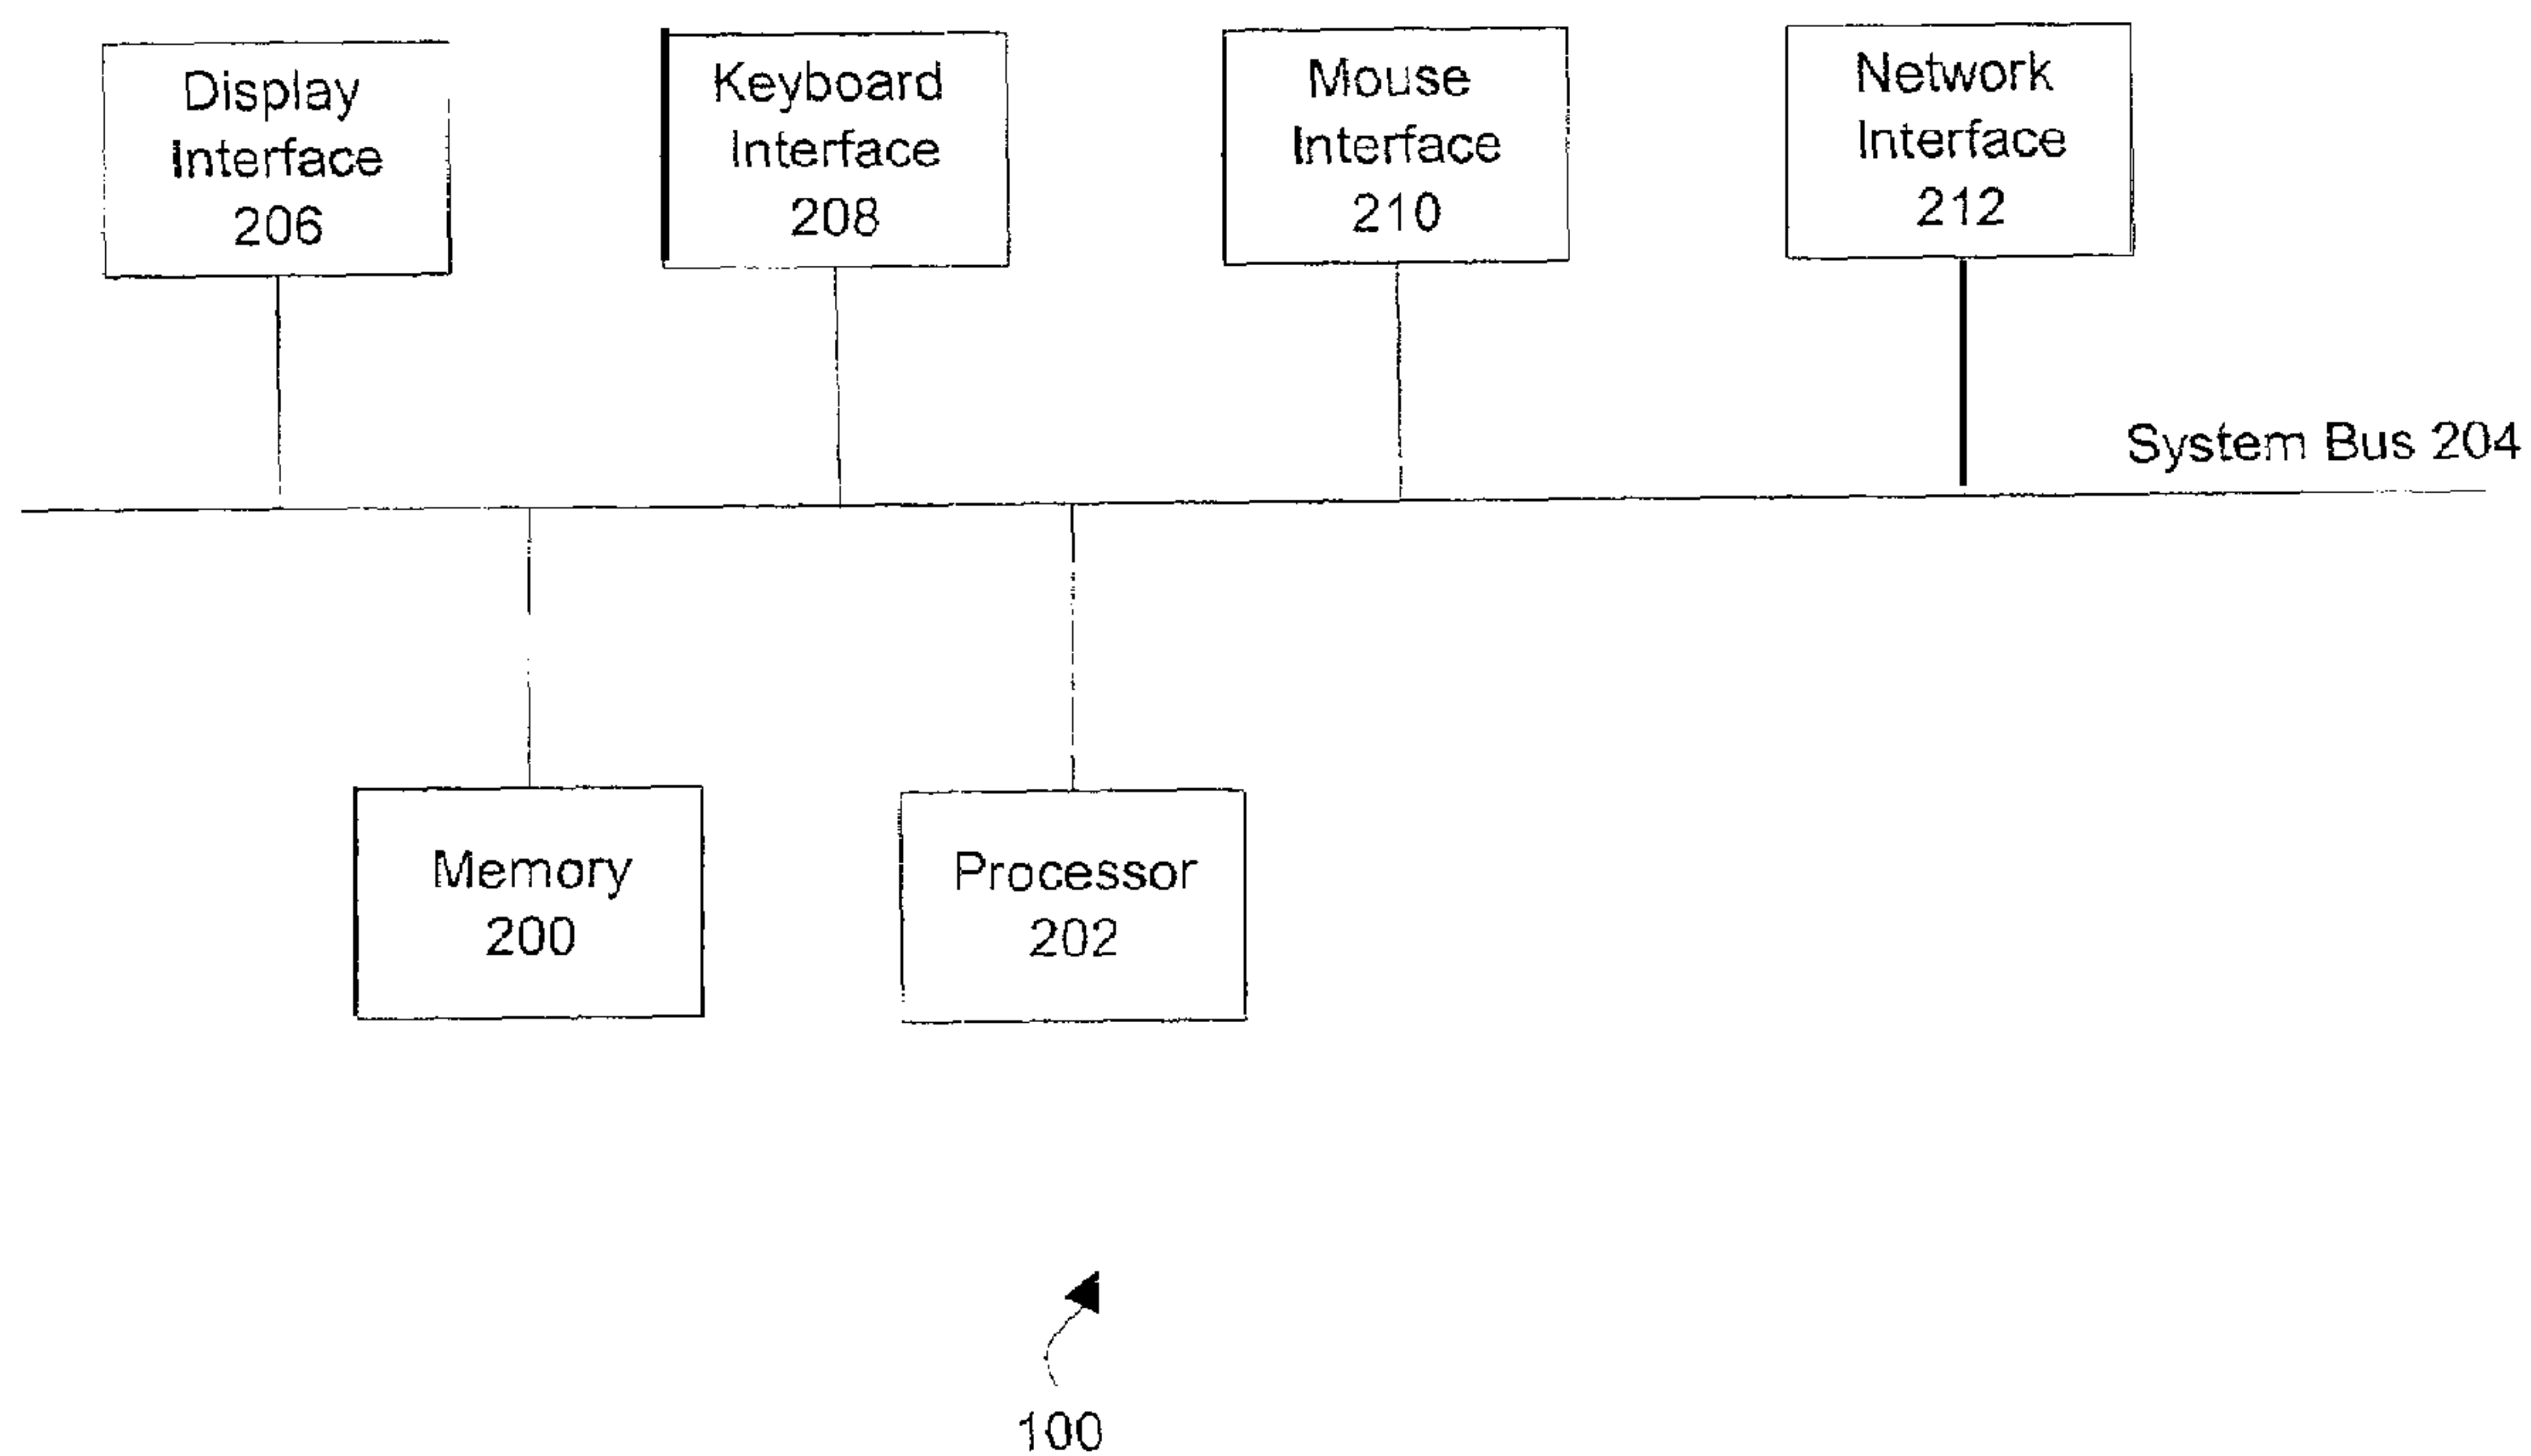 Display
Interface
206
Keyboard
Interface
208
Mouse
Interface
210
Network
Interface
212
System Bus 204
Memory
200
Processor
202
100